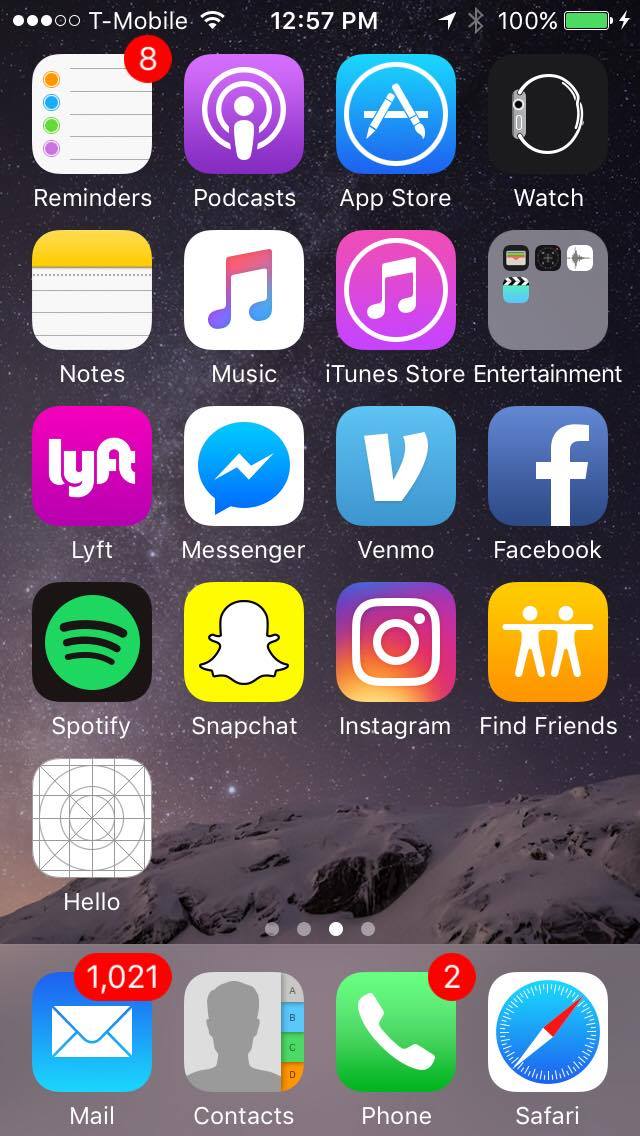 T-Mobile 12:57 PM 100%
8
Reminders Podcasts App Store Watch
Notes Music iTunes Store Entertainment
lyft
Lyft Messenger Venmo Facebook
Spotify Snapchat Instagram Find Friends
Hello
1,021 2
A
B
C
D
Mail Contacts Phone Safari